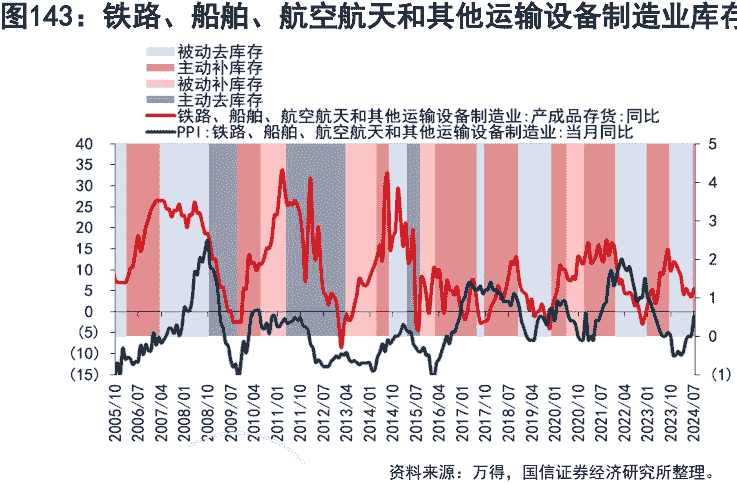 图143：铁路、船舶、航空航天和其他运输设备制造业库存
被动去库存
主动补库存
被动补库存
主动去库存
铁路、船舶、航空航天和其他运输设备制造业:产成品存货:同比
PPI:铁路、船舶、航空航天和其他运输设备制造业:当月同比
40 5
35
30 4
25
20 3
15
10 2
5
0 1
(5) 0
(10)
(15) (1)
2005/10 2006/07 2007/04 2008/01 2008/10 2009/07 2010/04 2011/01 2011/10 2012/07 2013/04 2014/01 2014/10 2015/07 2016/04 2017/01 2017/10 2018/07 2019/04 2020/01 2020/10 2021/07 2022/04 2023/01 2023/10 2024/07
资料来源：万得，国信证券经济研究所整理。